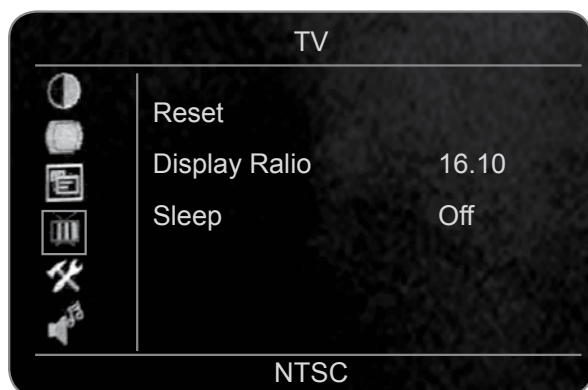 TV
Reset
Display Ralio 16.10
Sleep Off
NTSC